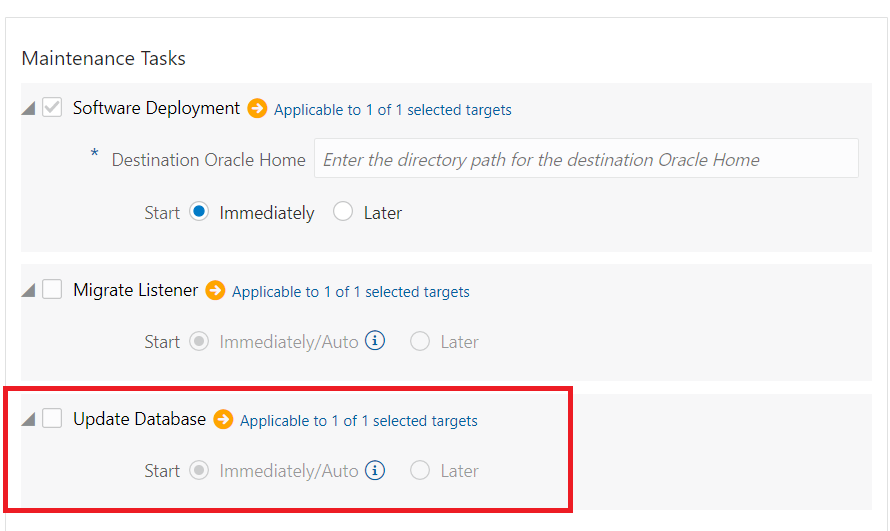 Maintenance Tasks
Software Deployment Applicable to 1 of 1 selected targets
* Destination Oracle Home Enter the directory path for the destination Oracle Home
Start Immediately Later
Migrate Listener Applicable to 1 of 1 selected targets
Start Immediately/Auto Later
Update Database Applicable to 1 of 1 selected targets
Start Immediately/Auto Later